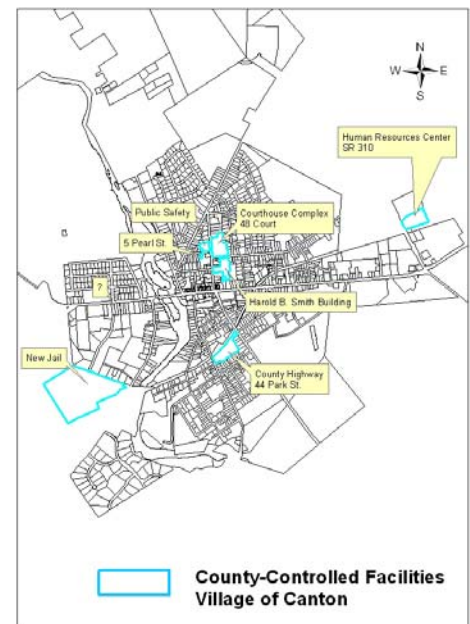 N
W E
S
Human Resources Center
SR 310
Public Safety
Courthouse Complex
48 Court
5 Pearl St.
?
Harold B. Smith Building
New Jail
County Highway
44 Park St.
County-Controlled Facilities
Village of Canton